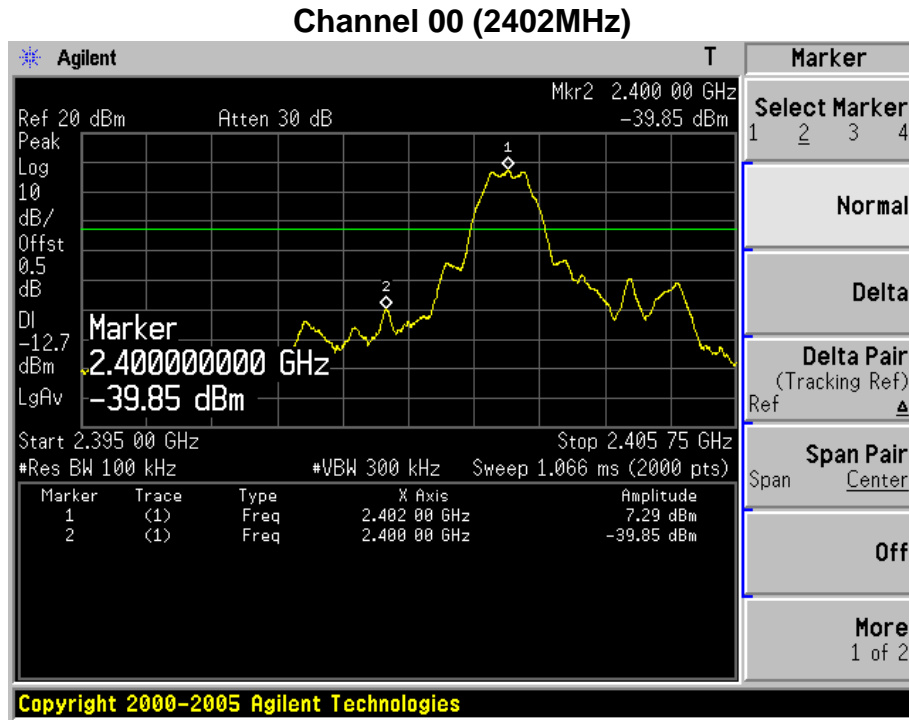 Channel 00 (2402MHz)
Agilent T
Mkr2 2.400 00 GHz
Ref 20 dBm Atten 30 dB -39.85 dBm
Peak
Log
10
dB/
Offst
0.5
dB
DI
-12.7
dBm
LgAv
1
2
Marker
2.400000000 GHz
-39.85 dBm
Start 2.395 00 GHz Stop 2.405 75 GHz
#Res BW 100 kHz #VBW 300 kHz Sweep 1.066 ms (2000 pts)
Marker Trace Type X Axis Amplitude
1 (1) Freq 2.402 00 GHz 7.29 dBm
2 (1) Freq 2.400 00 GHz -39.85 dBm
Marker
Select Marker
1 2 3 4
Normal
Delta
Delta Pair
(Tracking Ref)
Ref Δ
Span Pair
Span Center
Off
More
1 of 2
Copyright 2000-2005 Agilent Technologies